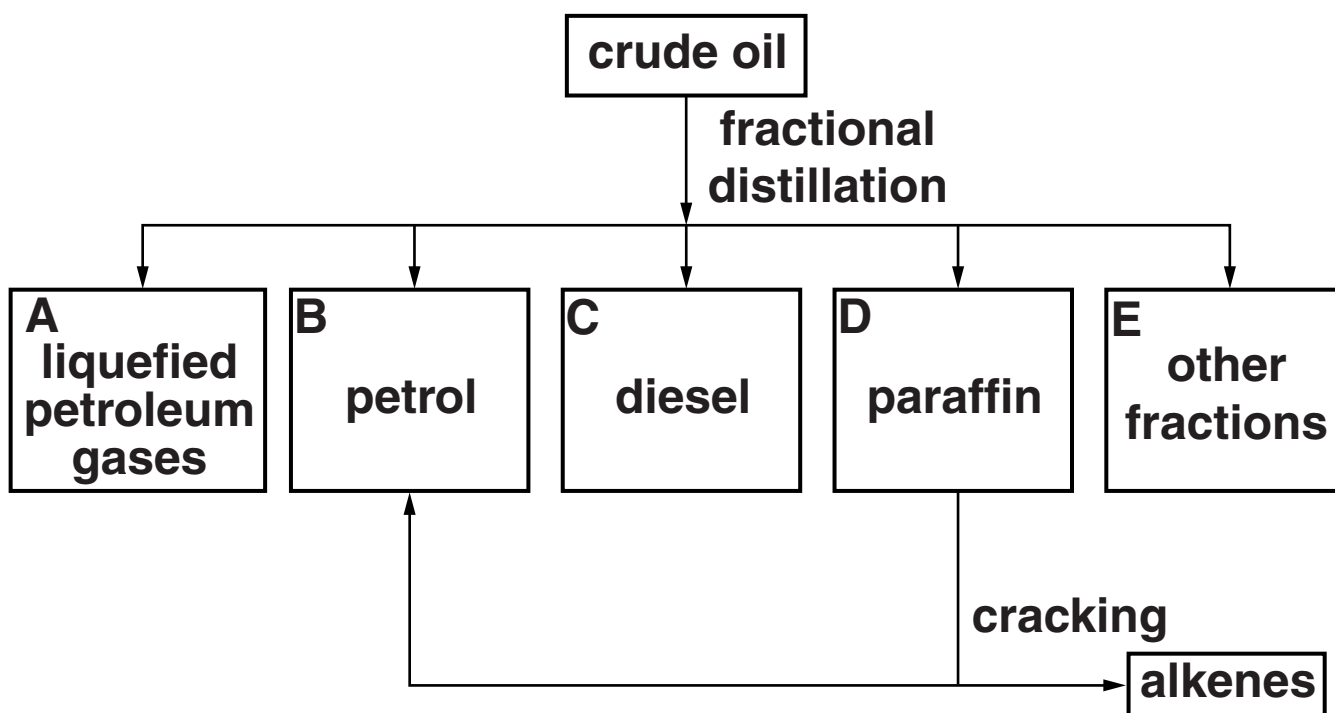 crude oil
fractional
distillation
A
liquefied
petroleum
gases
B
petrol
C
diesel
D
paraffin
E
other
fractions
cracking
alkenes